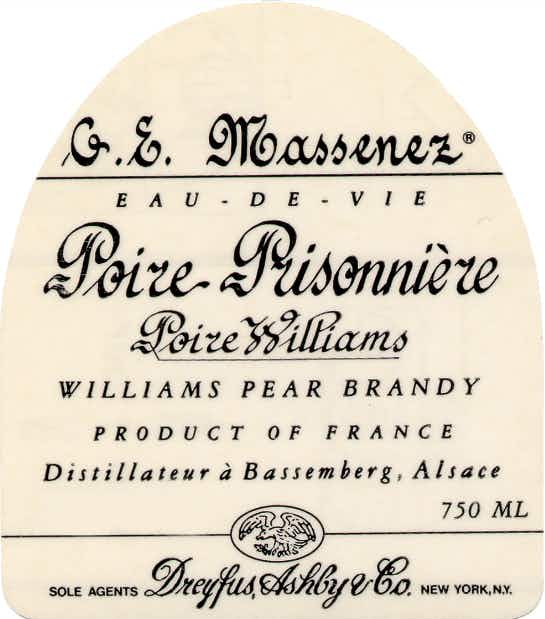 G. E. Massenez®
EAU-DE-VIE
Poire Prisonnière
Poire Williams
WILLIAMS PEAR BRANDY
PRODUCT OF FRANCE
Distillateur à Bassemberg, Alsace
750 ML
SOLE AGENTS Dreyfus, Ashby & Co. NEW YORK, N.Y.